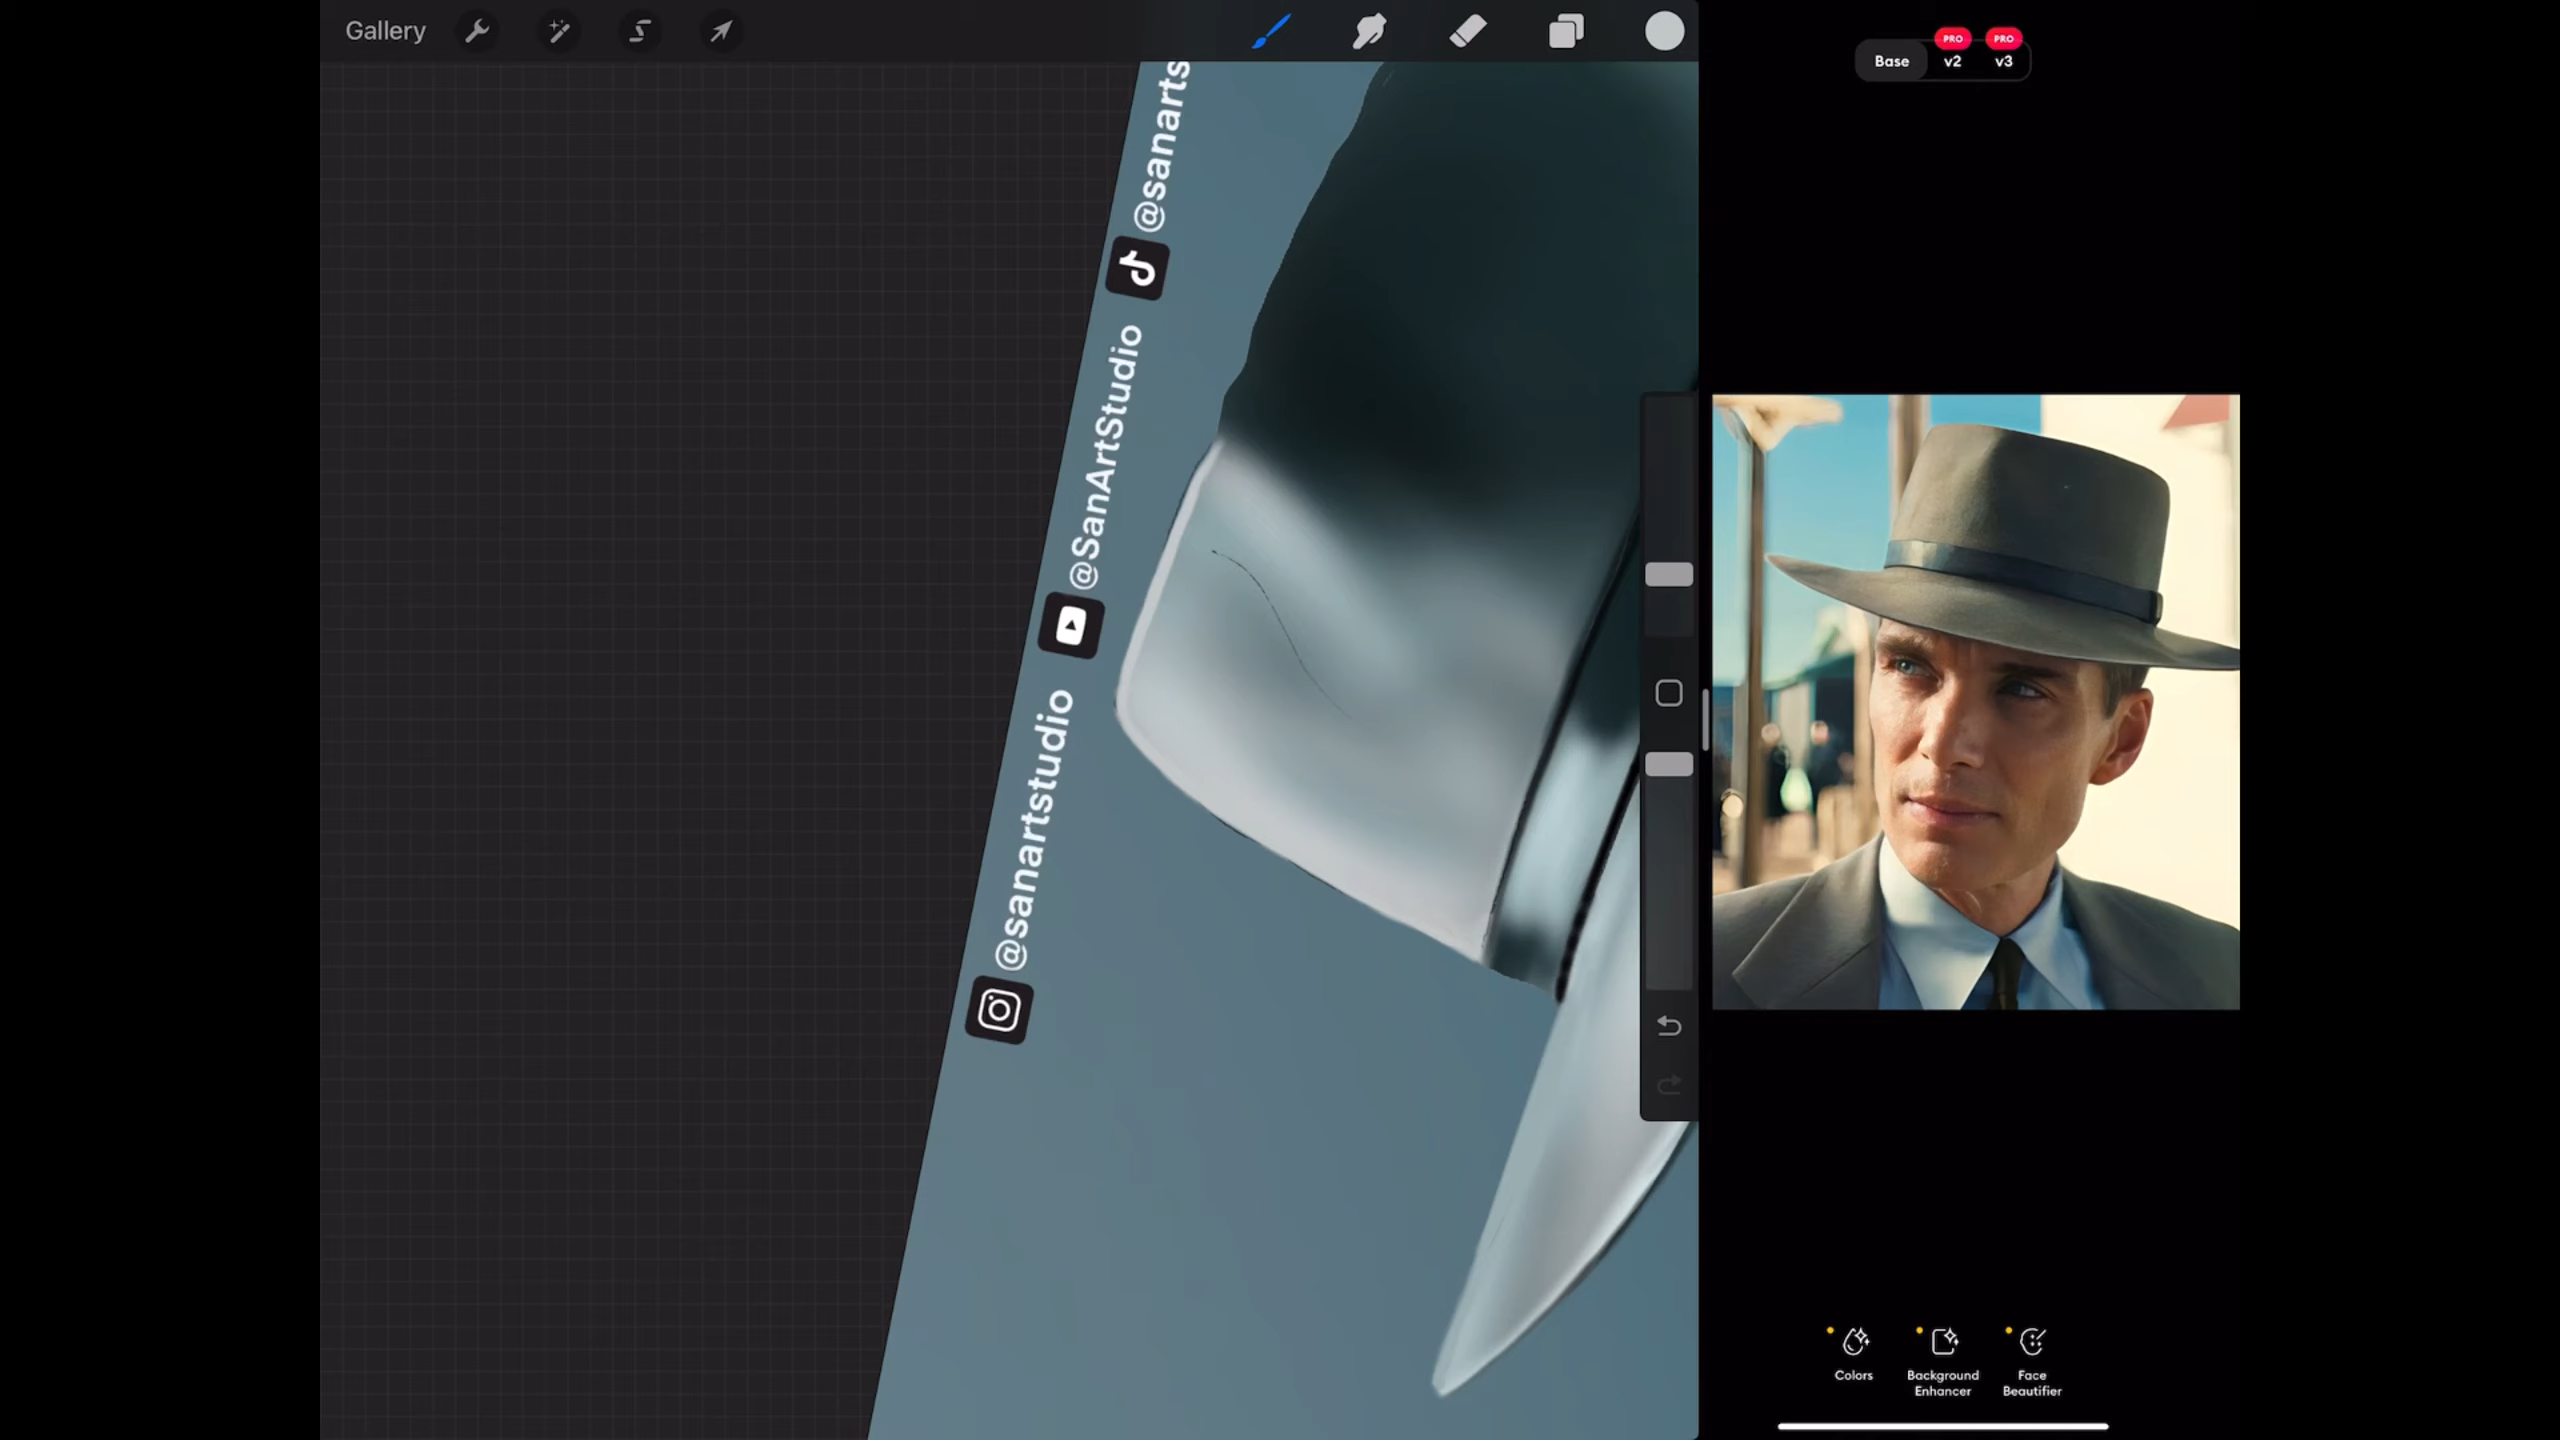 Gallery
@sanarts
@SanArtStudio
@sanartstudio
PRO
PRO
Base
v2
v3
Colors
Background
Enhancer
Face
Beautifier